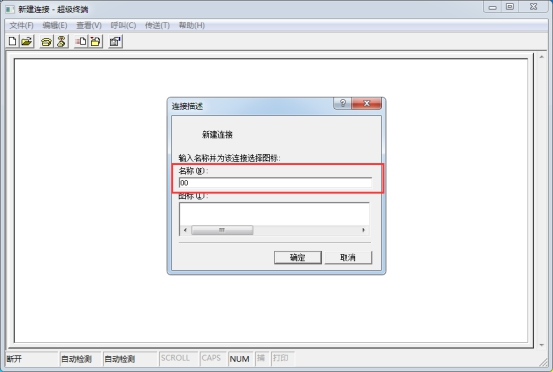 新建连接 - 超级终端
文件(F) 编辑(E) 查看(V) 呼叫(C) 传送(T) 帮助(H)
连接描述
新建连接
输入名称并为该连接选择图标:
名称(N):
00
图标(I):
确定 取消
断开 自动检测 自动检测 SCROLL CAPS NUM 捕 打印